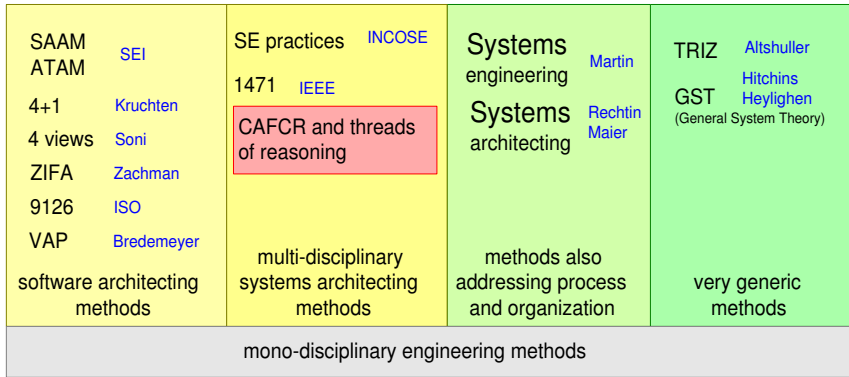 SAAM
ATAM SEI
4+1 Kruchten
4 views Soni
ZIFA Zachman
9126 ISO
VAP Bredemeyer
software architecting
methods
SE practices INCOSE
1471 IEEE
CAFCR and threads
of reasoning
multi-disciplinary
systems architecting
methods
Systems
engineering Martin
Systems Rechtin
architecting Maier
methods also
addressing process
and organization
TRIZ Altshuller
Hitchins
GST Heylighen
(General System Theory)
very generic
methods
mono-disciplinary engineering methods